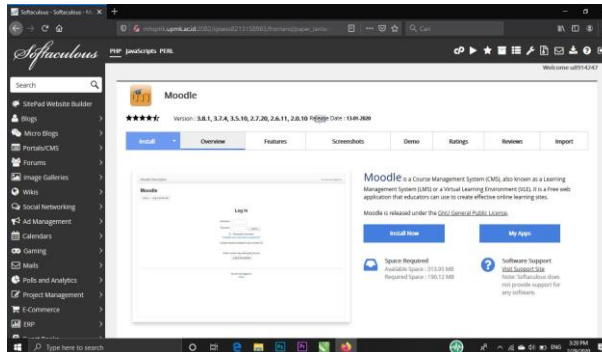 Softaculous - Softaculous - M
Softaculous
PHP JavaScripts PERL
Search
SitePad Website Builder
Blogs
Micro Blogs
Portals/CMS
Forums
Image Galleries
Wikis
Social Networking
Ad Management
Calendars
Gaming
Mails
Polls and Analytics
Project Management
E-Commerce
ERP
Welcome u8914247
Moodle
Version : 3.8.1, 3.7.4, 3.5.10, 2.7.20, 2.6.11, 2.0.10 Release Date : 13-01-2020
Install
Overview
Features
Screenshots
Demo
Ratings
Reviews
Import
Moodle
Log in
Moodle is a Course Management System (CMS), also known as a Learning
Management System (LMS) or a Virtual Learning Environment (VLE). It is a Free web
application that educators can use to create effective online learning sites.
Moodle is released under the GNU General Public License.
Install Now
My Apps
Space Required
Available Space : 313.93 MB
Required Space : 190.12 MB
Software Support
Visit Support Site
Note: Softaculous does
not provide support for
any software.
Type here to search
ENG
3:20 PM